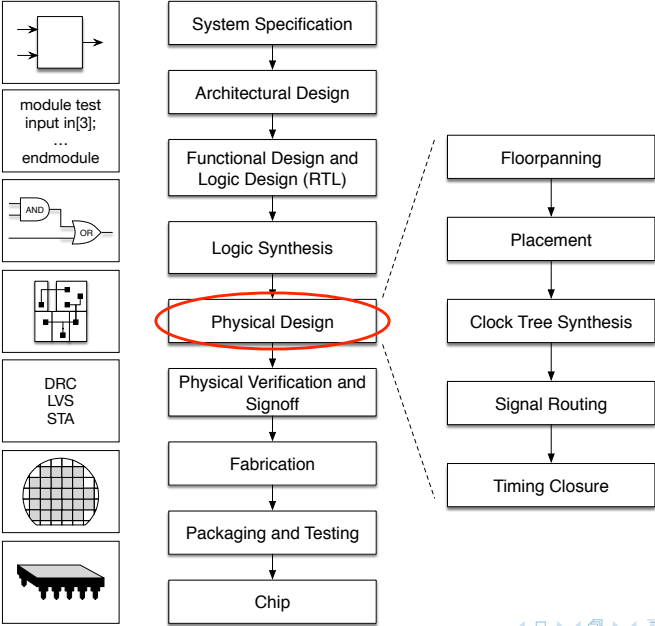 module test
input in[3];
...
endmodule
AND
OR
DRC
LVS
STA
System Specification
Architectural Design
Functional Design and
Logic Design (RTL)
Logic Synthesis
Physical Design
Physical Verification and
Signoff
Fabrication
Packaging and Testing
Chip
Floorpanning
Placement
Clock Tree Synthesis
Signal Routing
Timing Closure